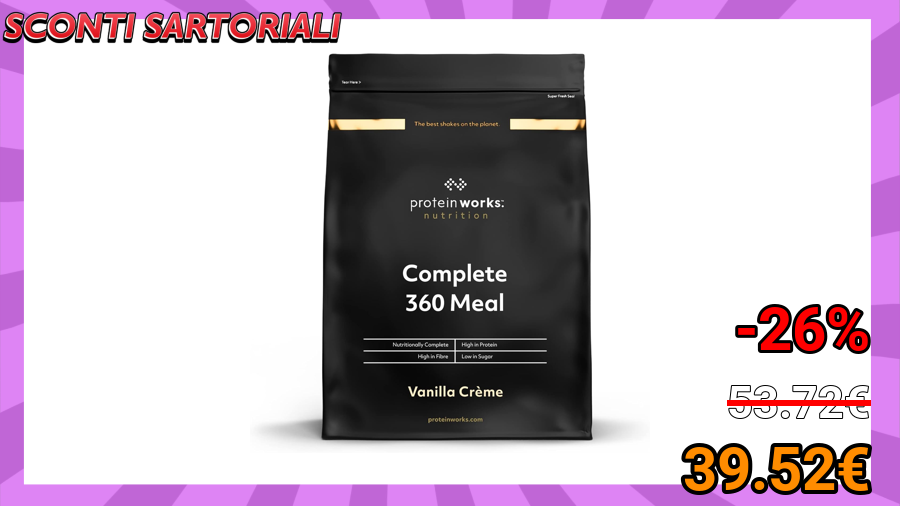 SCONTI SARTORIALI
Tear Here >
Super Fresh Seal
The best shakes on the planet.
protein works™
nutrition
Complete
360 Meal
Nutritionally Complete High in Protein
High in Fibre Low in Sugar
Vanilla Crème
proteinworks.com
-26%
53.72€
39.52€